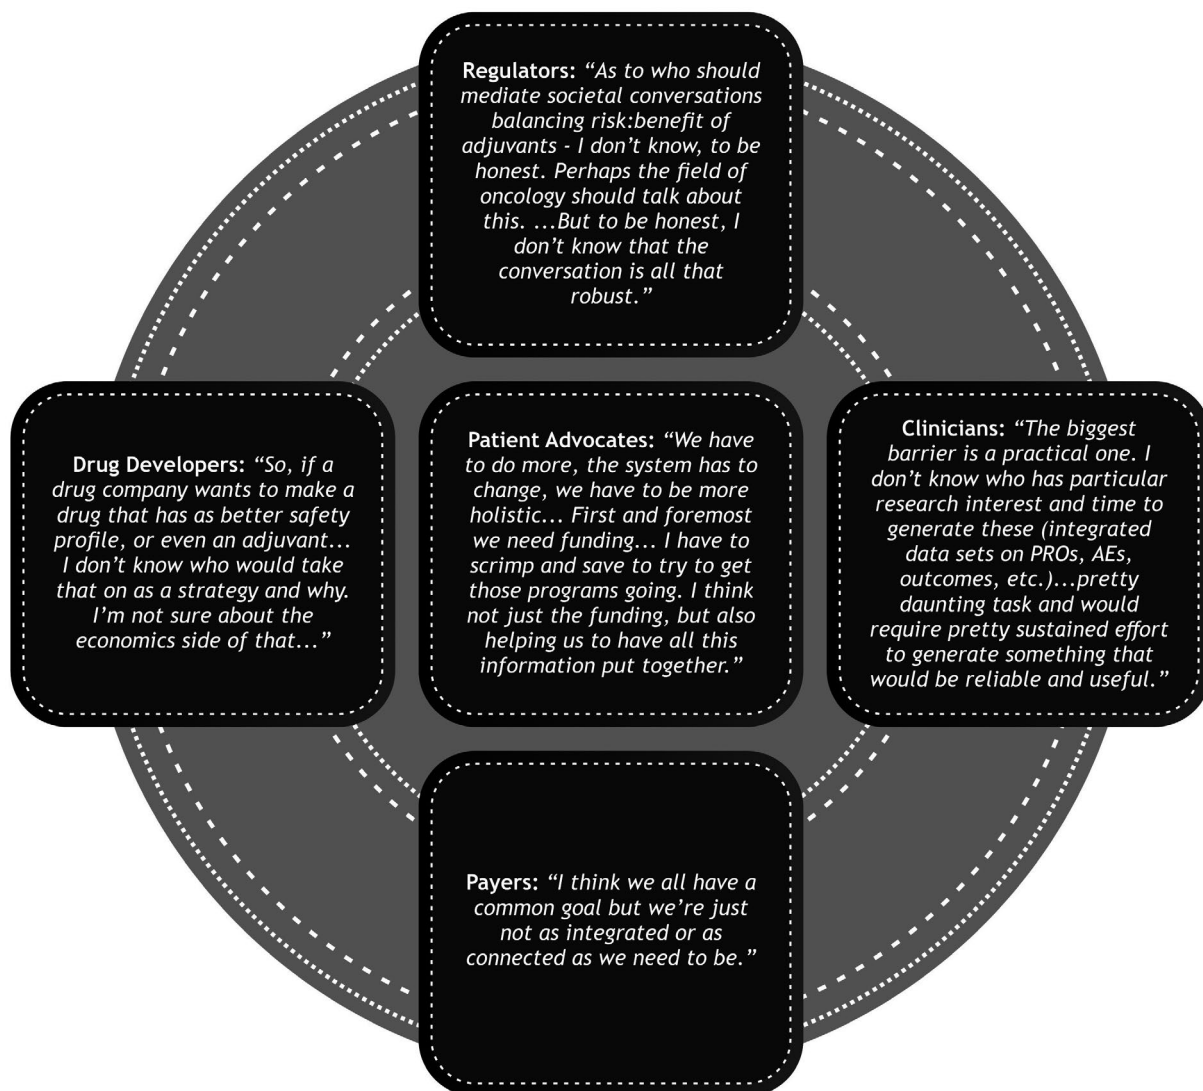 Regulators: “As to who should
mediate societal conversations
balancing risk:benefit of
adjuvants - I don’t know, to be
honest. Perhaps the field of
oncology should talk about
this. ...But to be honest, I
don’t know that the
conversation is all that
robust.”
Drug Developers: “So, if a
drug company wants to make a
drug that has as better safety
profile, or even an adjuvant...
I don’t know who would take
that on as a strategy and why.
I’m not sure about the
economics side of that...”
Patient Advocates: “We have
to do more, the system has to
change, we have to be more
holistic... First and foremost
we need funding... I have to
scrimp and save to try to get
those programs going. I think
not just the funding, but also
helping us to have all this
information put together.”
Clinicians: “The biggest
barrier is a practical one. I
don’t know who has particular
research interest and time to
generate these (integrated
data sets on PROs, AEs,
outcomes, etc.)...pretty
daunting task and would
require pretty sustained effort
to generate something that
would be reliable and useful.”
Payers: “I think we all have a
common goal but we’re just
not as integrated or as
connected as we need to be.”